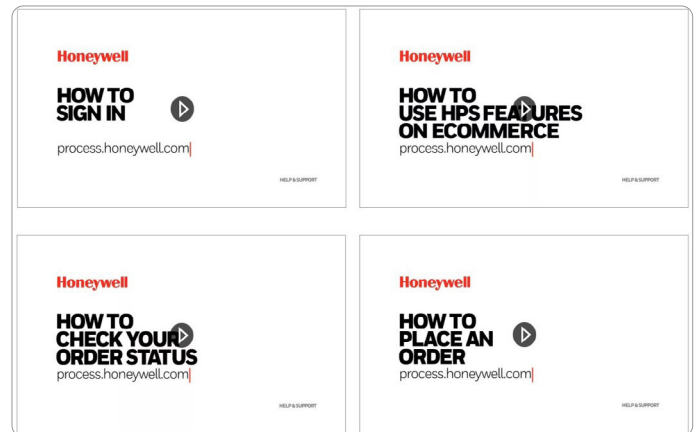 Honeywell
HOW TO
SIGN IN
process.honeywell.com
HELP & SUPPORT
Honeywell
HOW TO
USE HPS FEATURES
ON ECOMMERCE
process.honeywell.com
HELP & SUPPORT
Honeywell
HOW TO
CHECK YOUR
ORDER STATUS
process.honeywell.com
HELP & SUPPORT
Honeywell
HOW TO
PLACE AN
ORDER
process.honeywell.com
HELP & SUPPORT